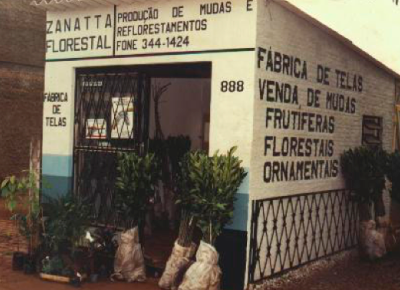 ZANATTA
FLORESTAL
PRODUÇÃO DE MUDAS E
REFLORESTAMENTOS
FONE 344-1424
FÁBRICA
DE
TELAS
888
FÁBRICA DE TELAS
VENDA DE MUDAS
FRUTIFERAS
FLORESTAIS
ORNAMENTAIS